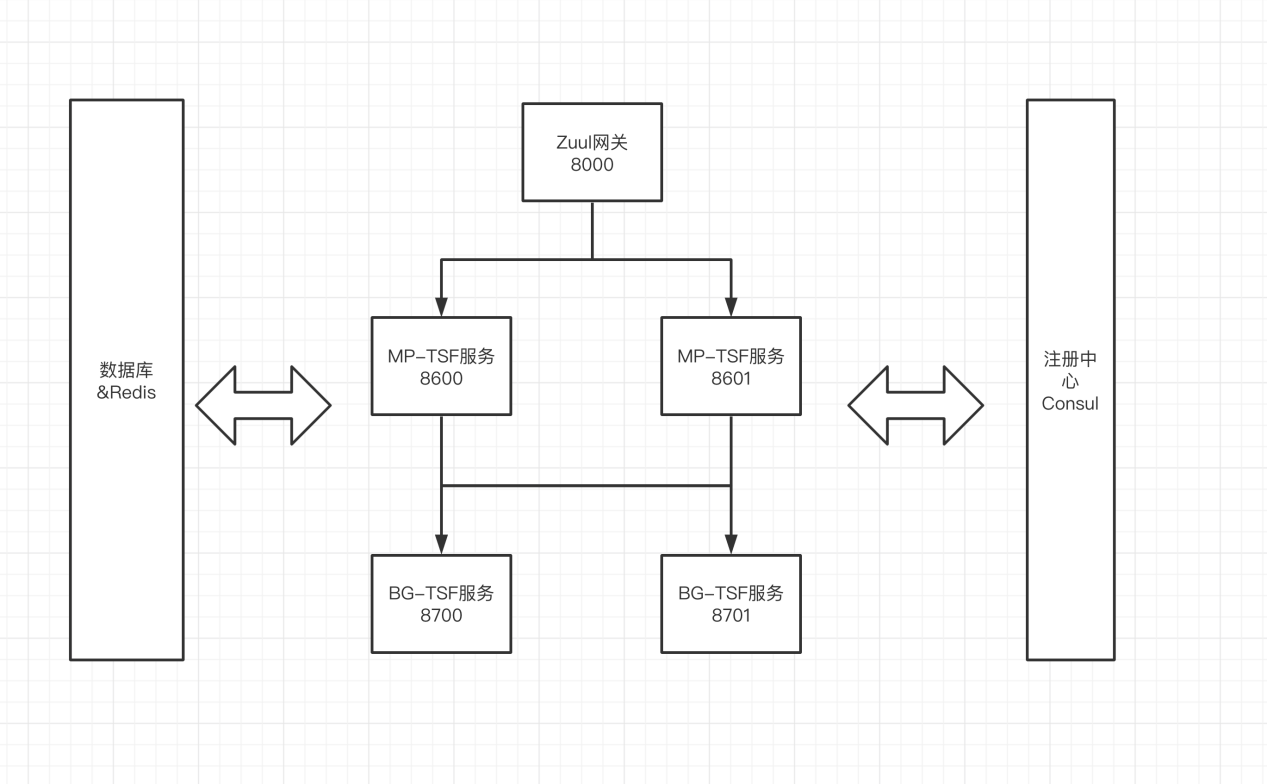 Zuul网关
8000
MP-TSF服务
8600
MP-TSF服务
8601
数据库
&Redis
注册中
心
Consul
BG-TSF服务
8700
BG-TSF服务
8701